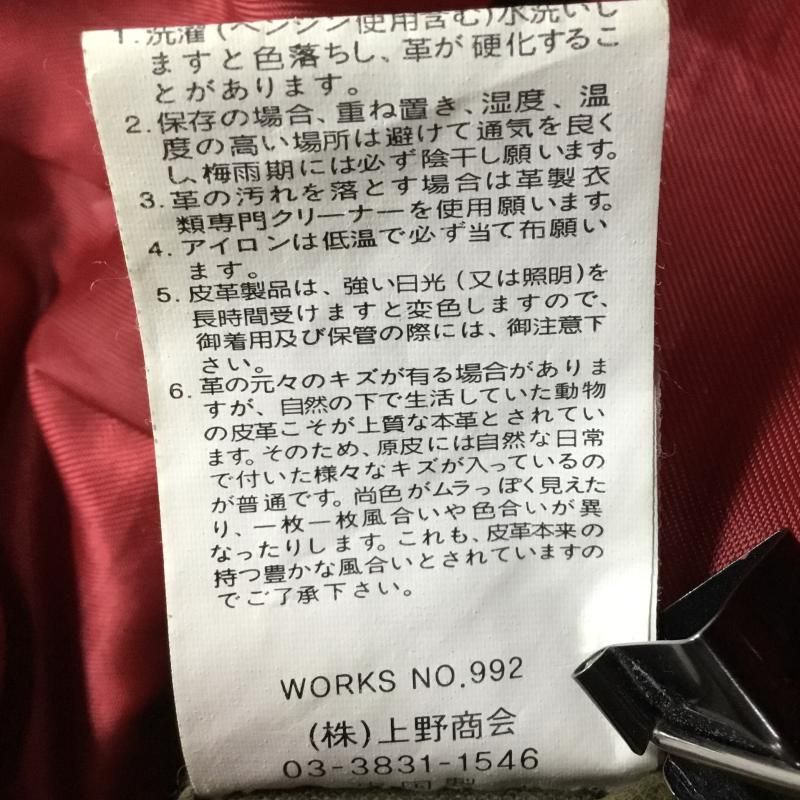 1. 洗濯(ベンジン使用含む)水洗いし
ますと色落ちし、革が硬化するこ
とがあります。
2. 保存の場合、重ね置き、湿度、温
度の高い場所は避けて通気を良く
し、梅雨期には必ず陰干し願います。
3. 革の汚れを落とす場合は革製衣
類専門クリーナーを使用願います。
4. アイロンは低温で必ず当て布願い
ます。
5. 皮革製品は、強い日光(又は照明)を
長時間受けますと変色しますので、
御着用及び保管の際には、御注意下
さい。
6. 革の元々のキズが有る場合がありま
すが、自然の下で生活していた動物
の皮革こそが上質な本革とされてい
ます。そのため、原皮には自然な日常
で付いた様々なキズが入っているの
が普通です。尚色がムラっぽく見えた
り、一枚一枚風合いや色合いが異
なったりします。これも、皮革本来の
持つ豊かな風合いとされていますの
でご了承下さい。
WORKS NO.992
(株)上野商会
03-3831-1546